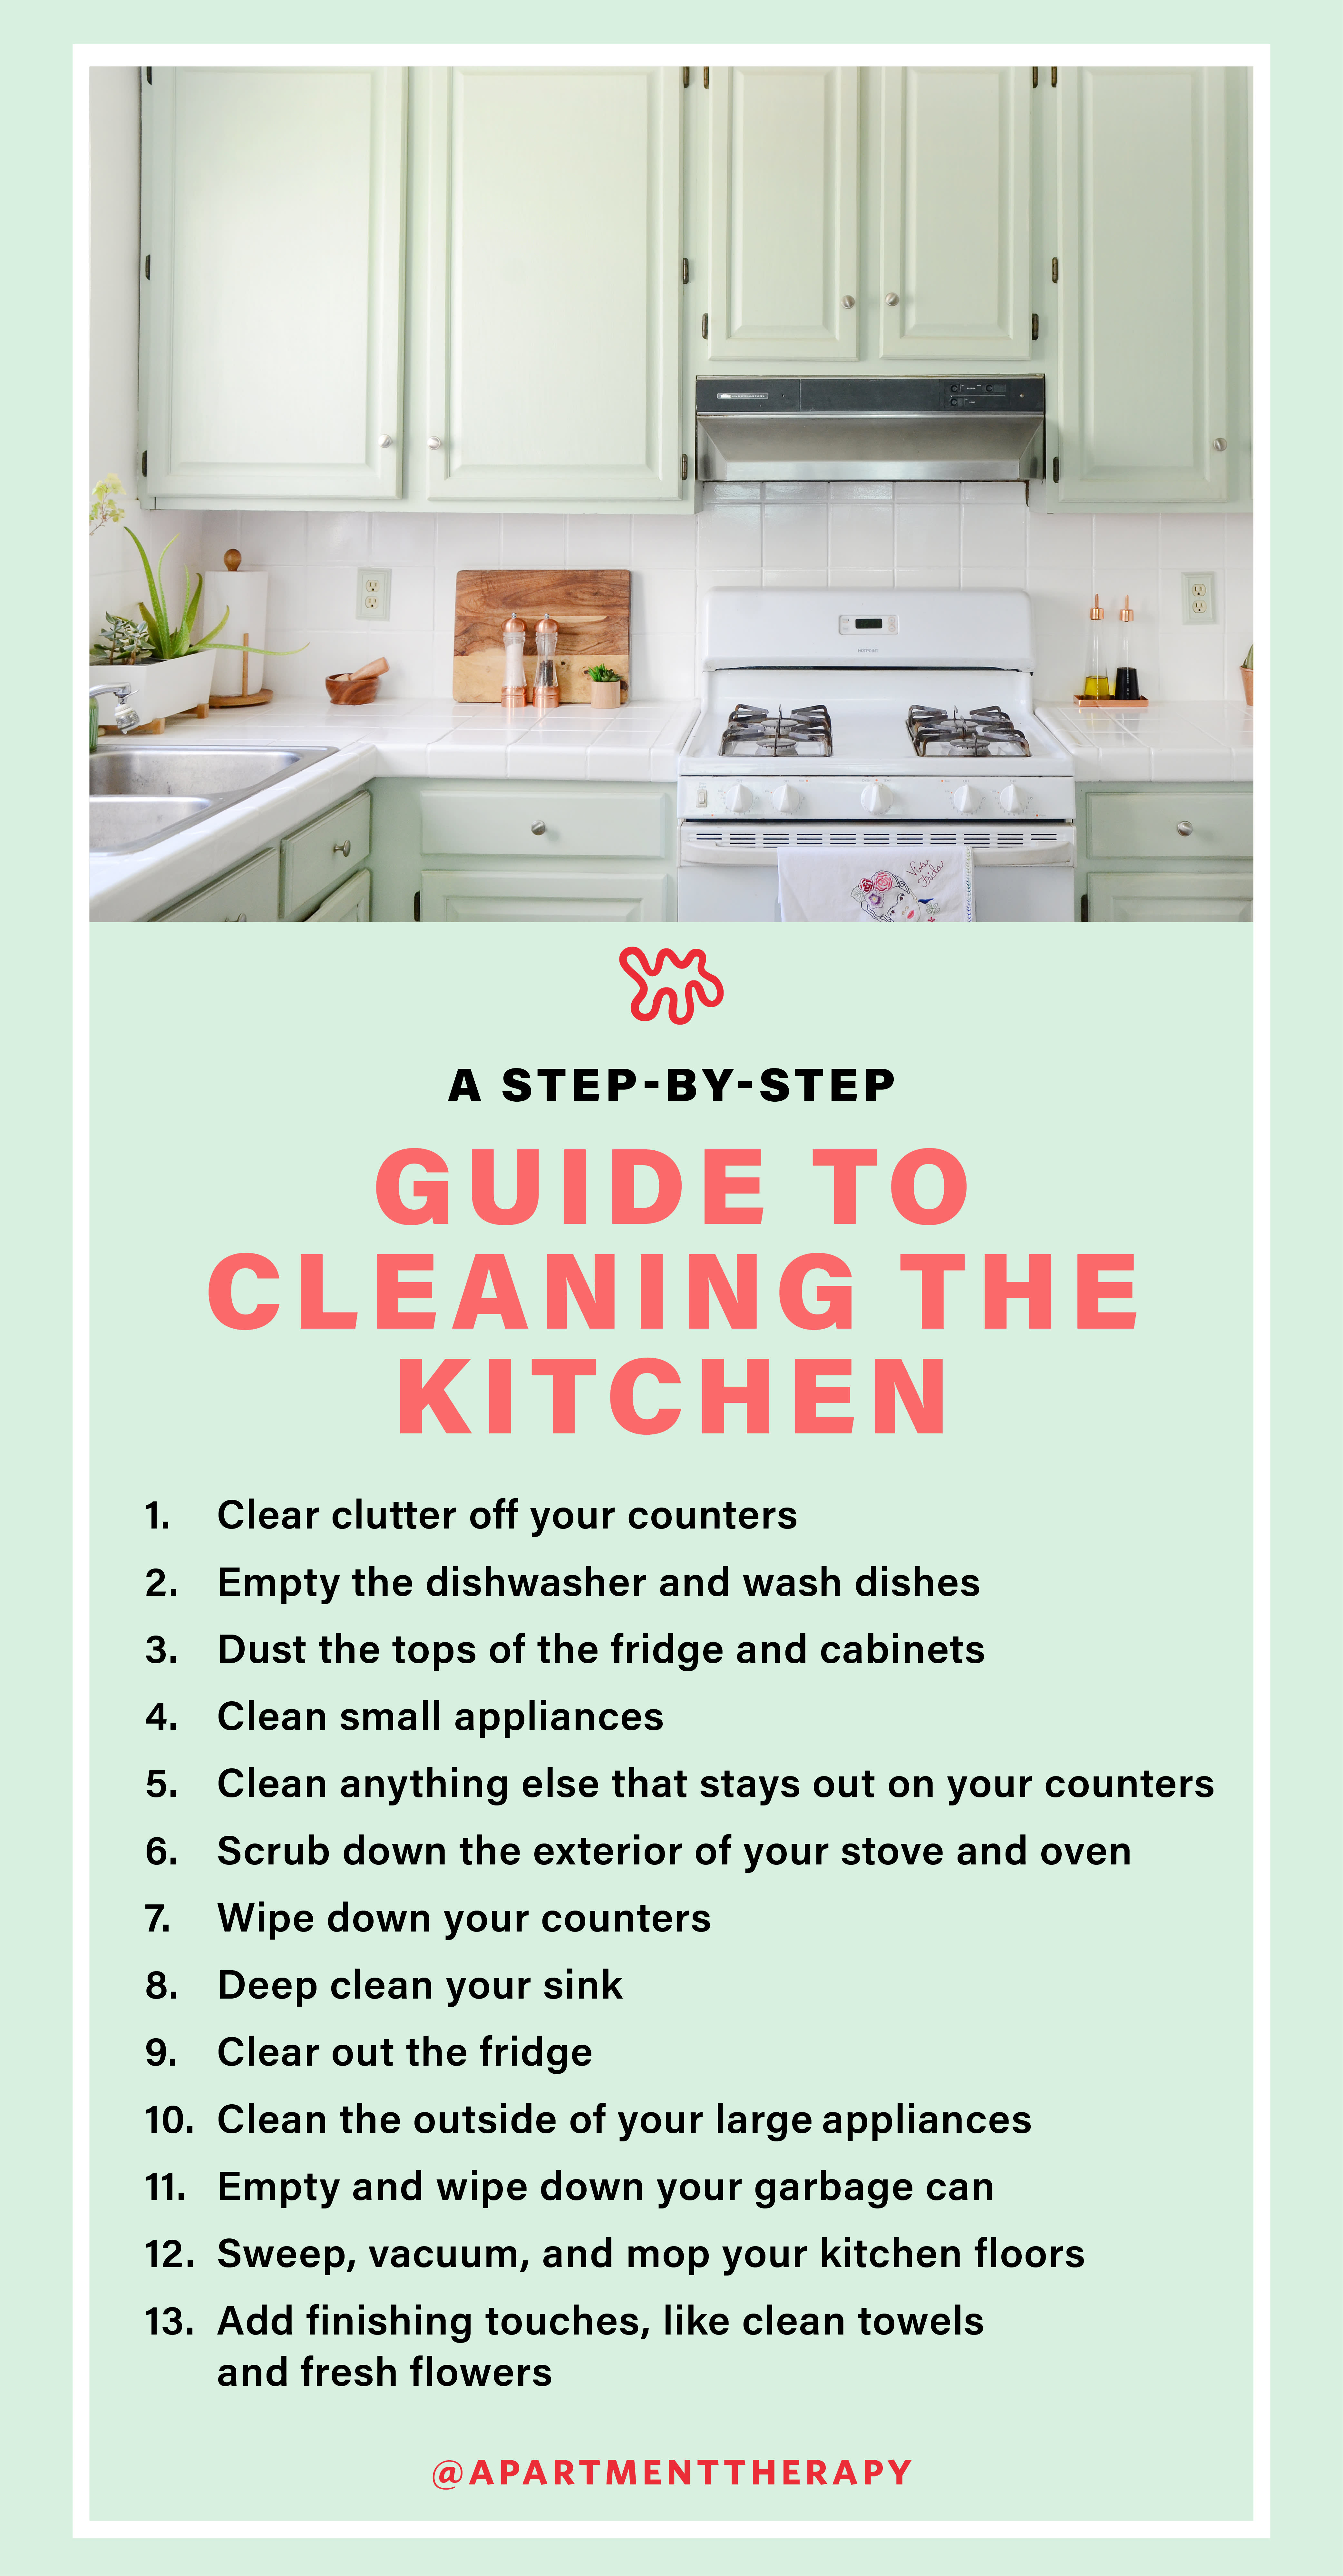 Viva
Frida
A STEP-BY-STEP
GUIDE TO
CLEANING THE
KITCHEN
1. Clear clutter off your counters
2. Empty the dishwasher and wash dishes
3. Dust the tops of the fridge and cabinets
4. Clean small appliances
5. Clean anything else that stays out on your counters
6. Scrub down the exterior of your stove and oven
7. Wipe down your counters
8. Deep clean your sink
9. Clear out the fridge
10. Clean the outside of your large appliances
11. Empty and wipe down your garbage can
12. Sweep, vacuum, and mop your kitchen floors
13. Add finishing touches, like clean towels
and fresh flowers
@APARTMENTTHERAPY